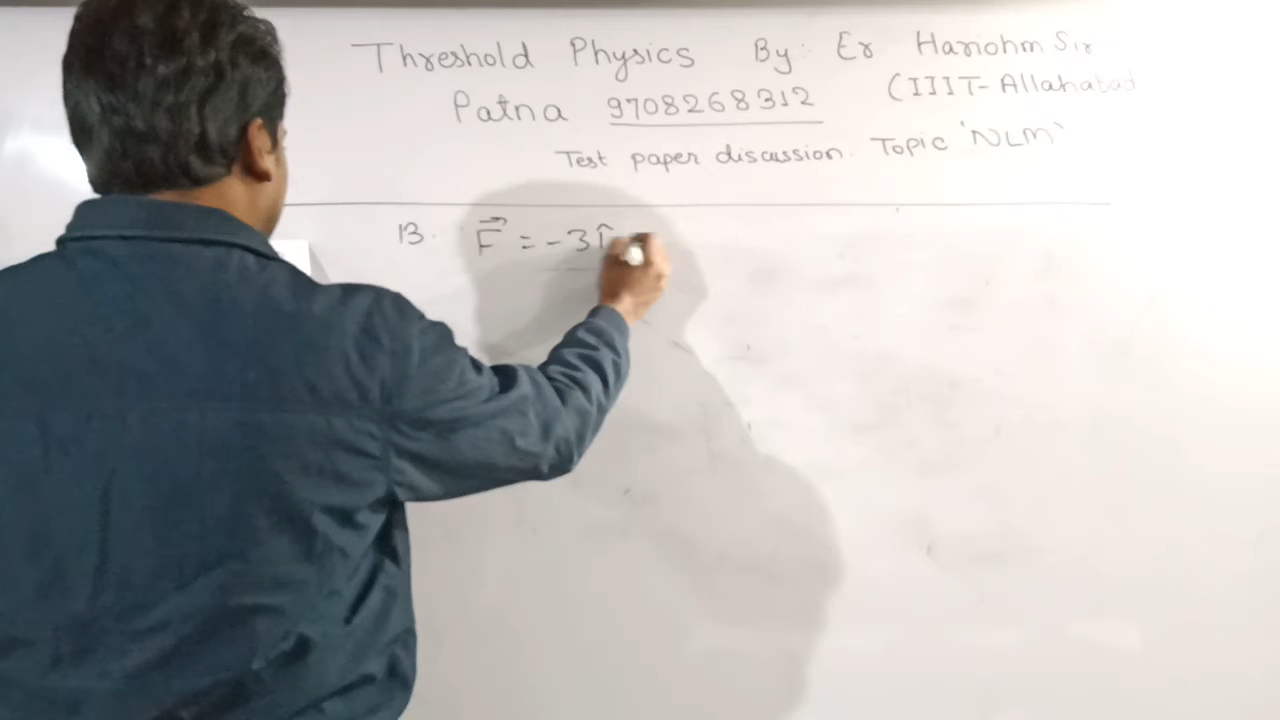 Threshold Physics By: Er Hariohm Sir
Patna 9708268312 (IIIT-Allahabad
Test paper discussion. Topic 'NLM'
13. F⃗ = -3î